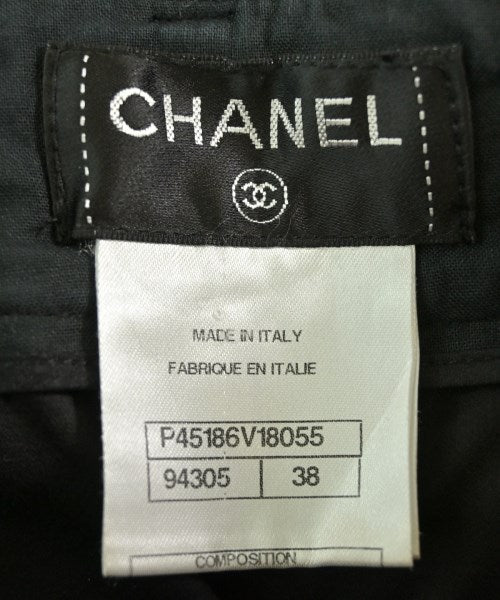 CHANEL
MADE IN ITALY
FABRIQUE EN ITALIE
P45186V18055
94305 38
COMPOSITION